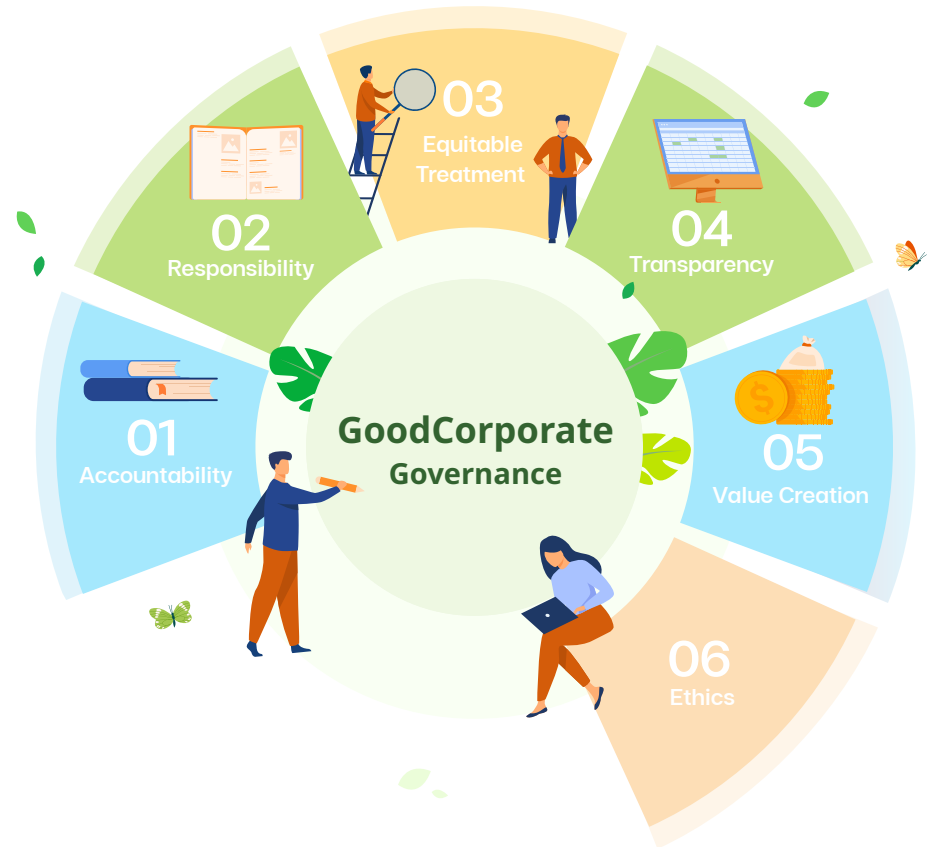 01
Accountability
02
Responsibility
03
Equitable
Treatment
04
Transparency
05
Value Creation
06
Ethics
GoodCorporate
Governance